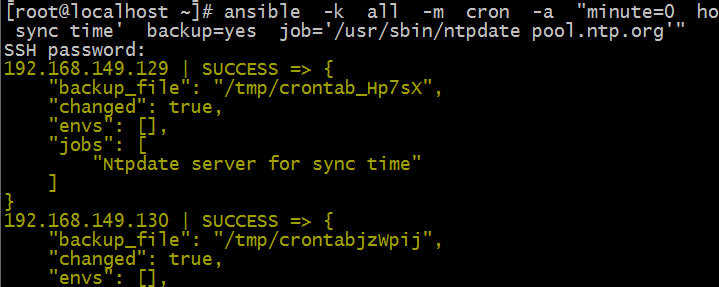 [root@localhost ~]# ansible -k all -m cron -a "minute=0 ho
sync time' backup=yes job='/usr/sbin/ntpdate pool.ntp.org'"
SSH password:
192.168.149.129 | SUCCESS => {
    "backup_file": "/tmp/crontab_Hp7sX",
    "changed": true,
    "envs": [],
    "jobs": [
        "Ntpdate server for sync time"
    ]
}
192.168.149.130 | SUCCESS => {
    "backup_file": "/tmp/crontabjzWpij",
    "changed": true,
    "envs": [],